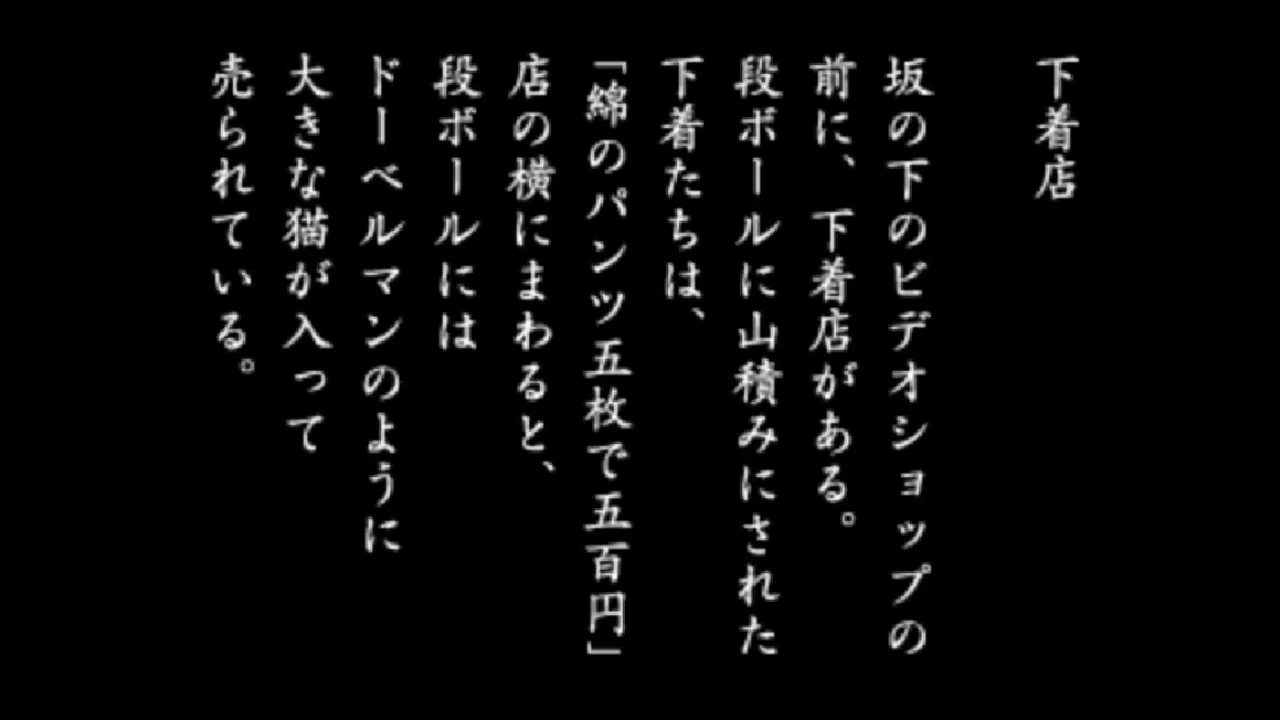 下着店
坂の下のビデオショップの
前に、下着店がある。
段ボールに山積みにされた
下着たちは、
「綿のパンツ五枚で五百円」
店の横にまわると、
段ボールには
ドーベルマンのように
大きな猫が入って
売られている。